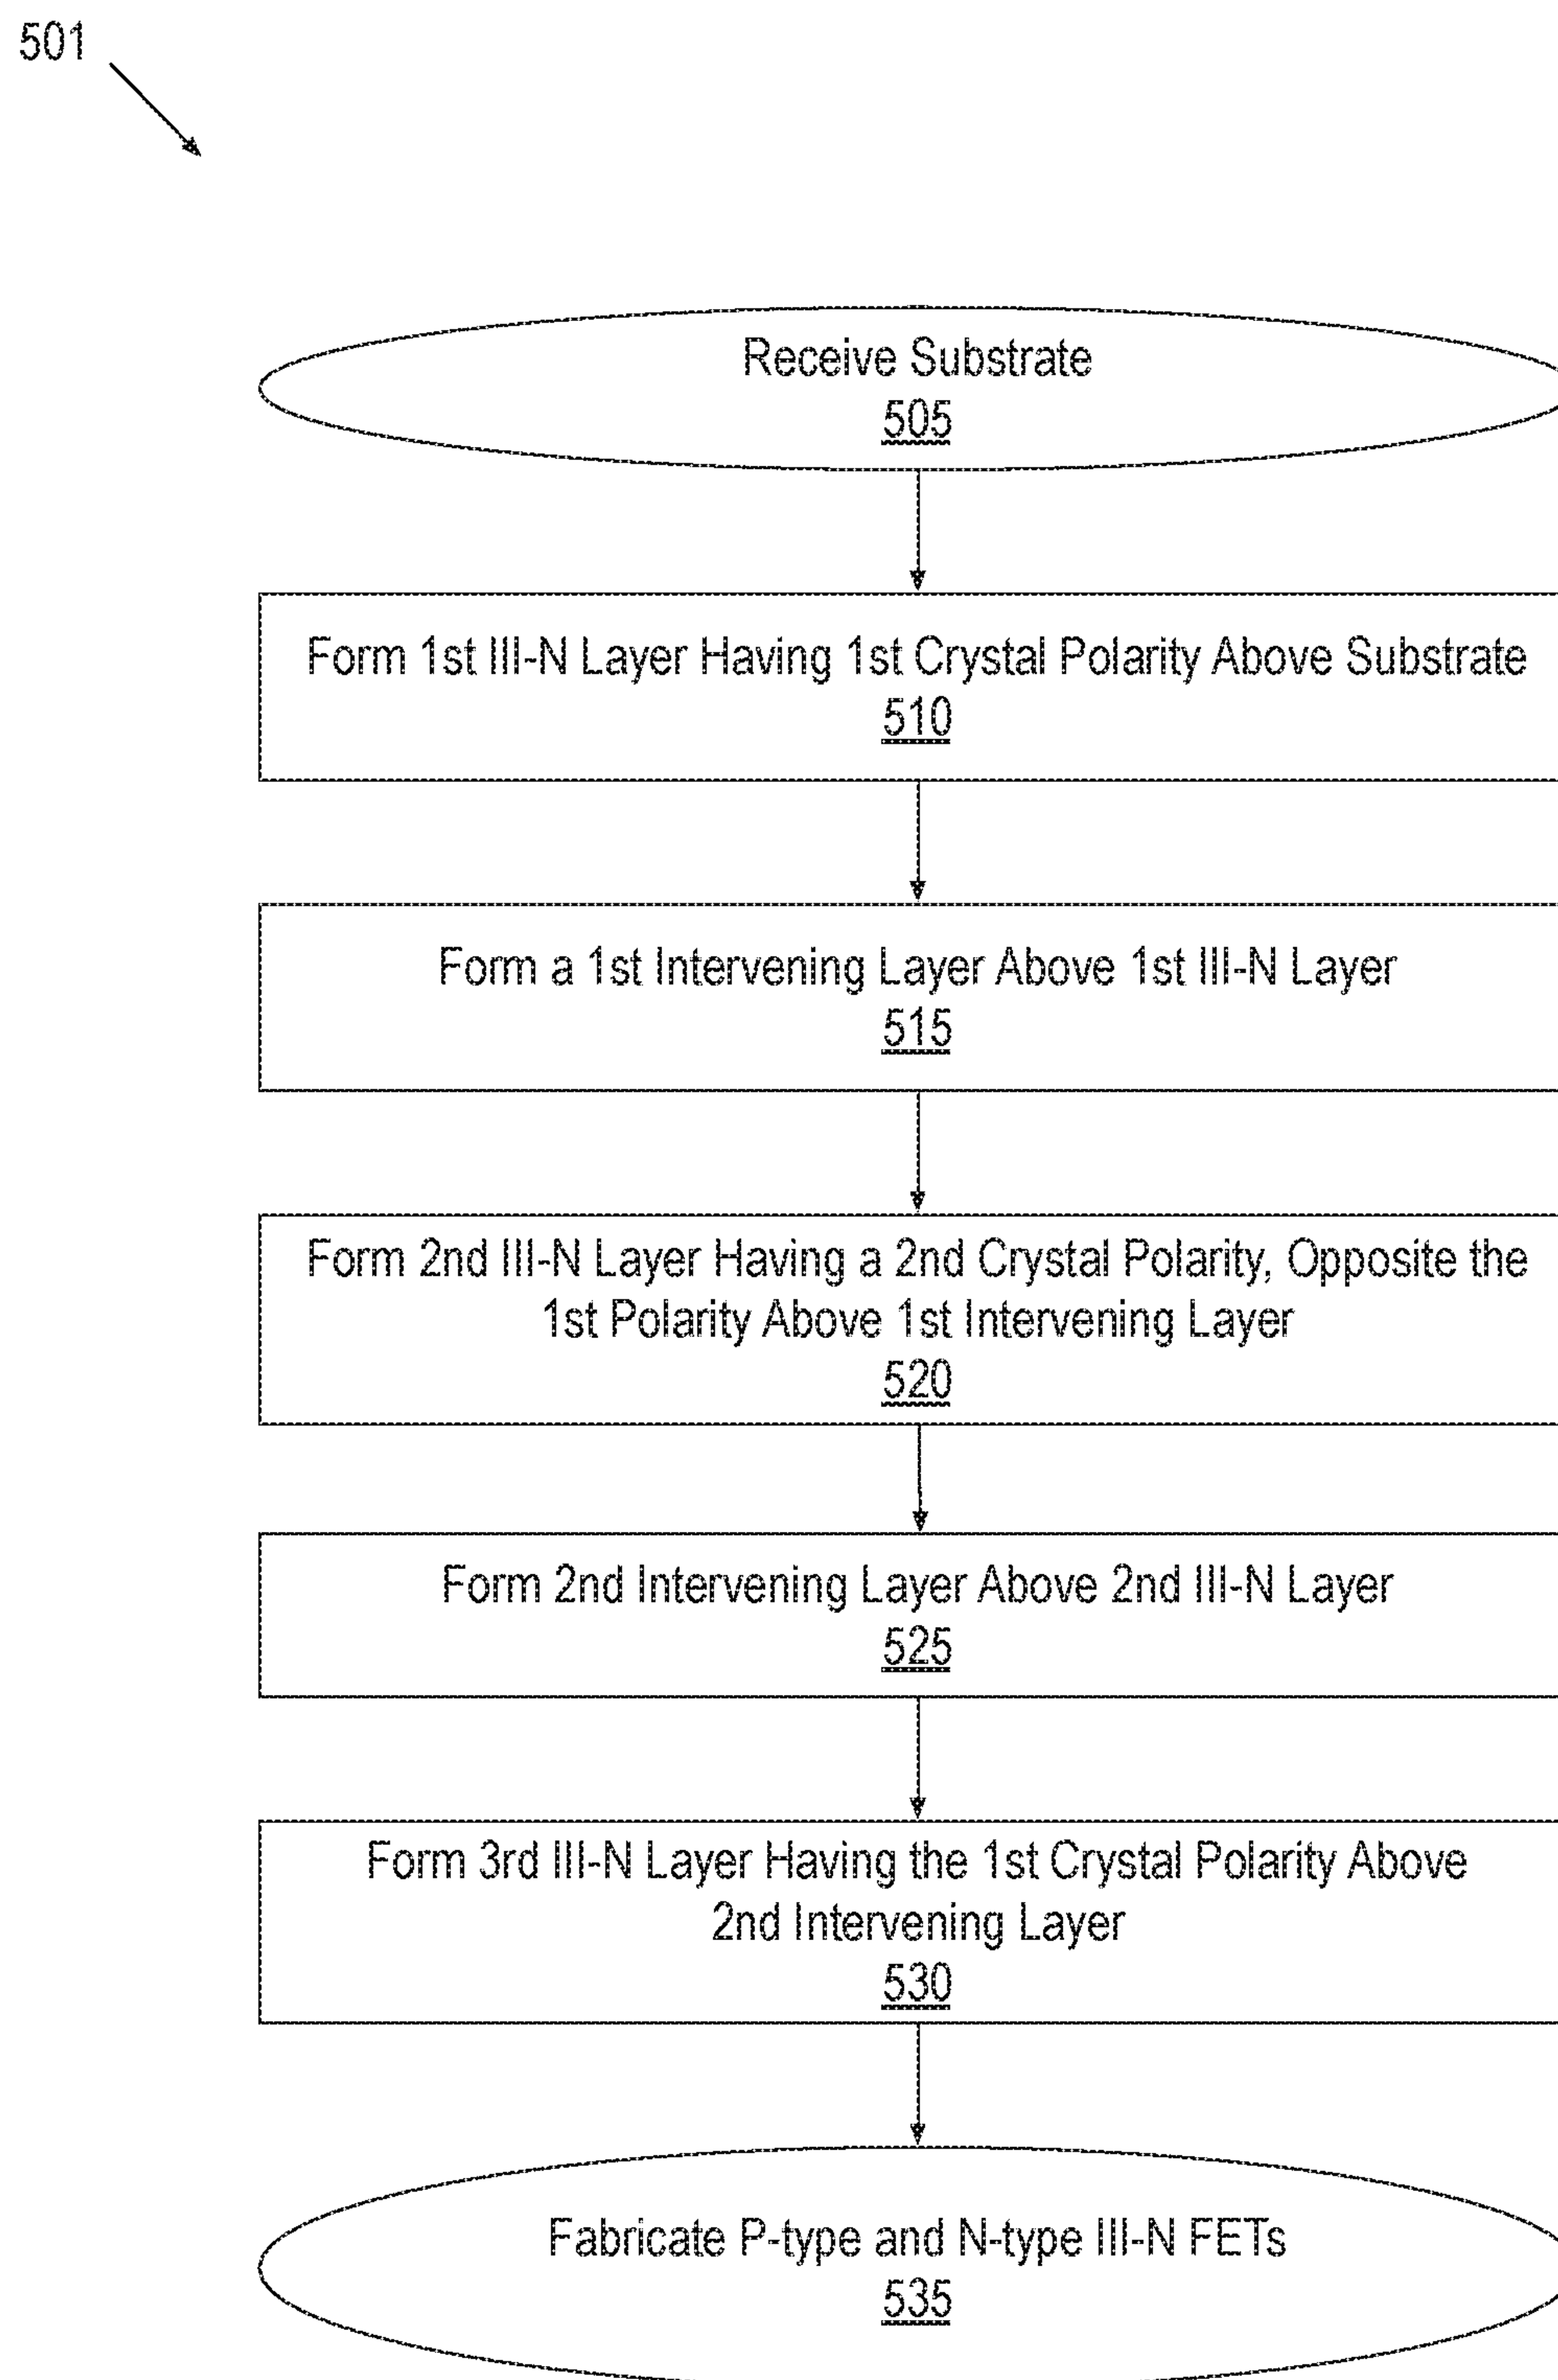 501
Receive Substrate
505
Form 1st III-N Layer Having 1st Crystal Polarity Above Substrate
510
Form a 1st Intervening Layer Above 1st III-N Layer
515
Form 2nd III-N Layer Having a 2nd Crystal Polarity, Opposite the
1st Polarity Above 1st Intervening Layer
520
Form 2nd Intervening Layer Above 2nd III-N Layer
525
Form 3rd III-N Layer Having the 1st Crystal Polarity Above
2nd Intervening Layer
530
Fabricate P-type and N-type III-N FETs
535